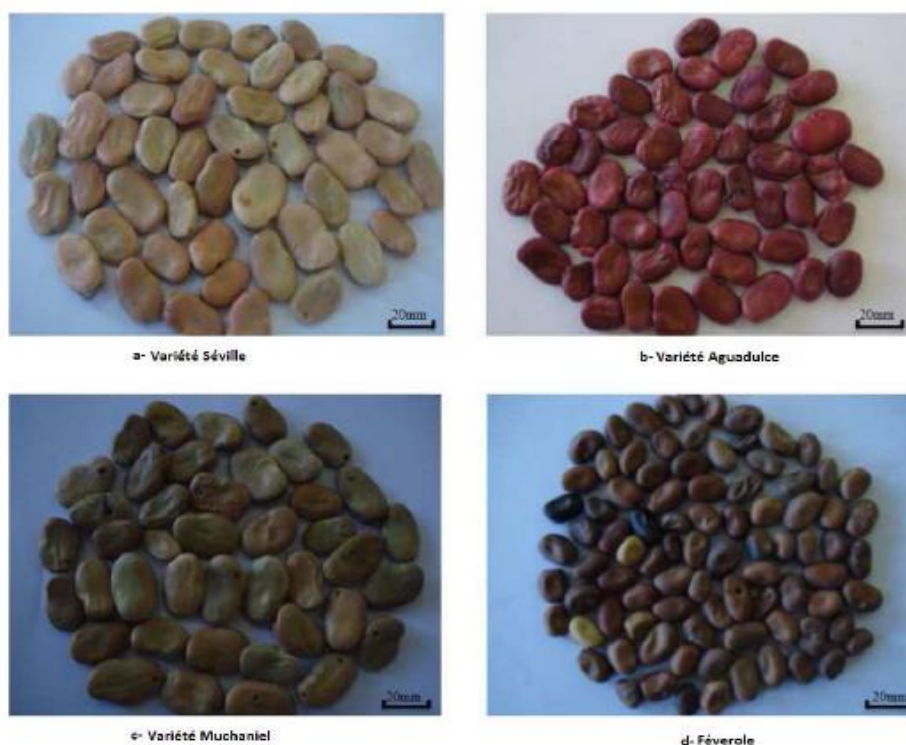 20mm
20mm
a- Variété Séville
b- Variété Aguadulce
20mm
20mm
c- Variété Muchaniel
d- Féverole